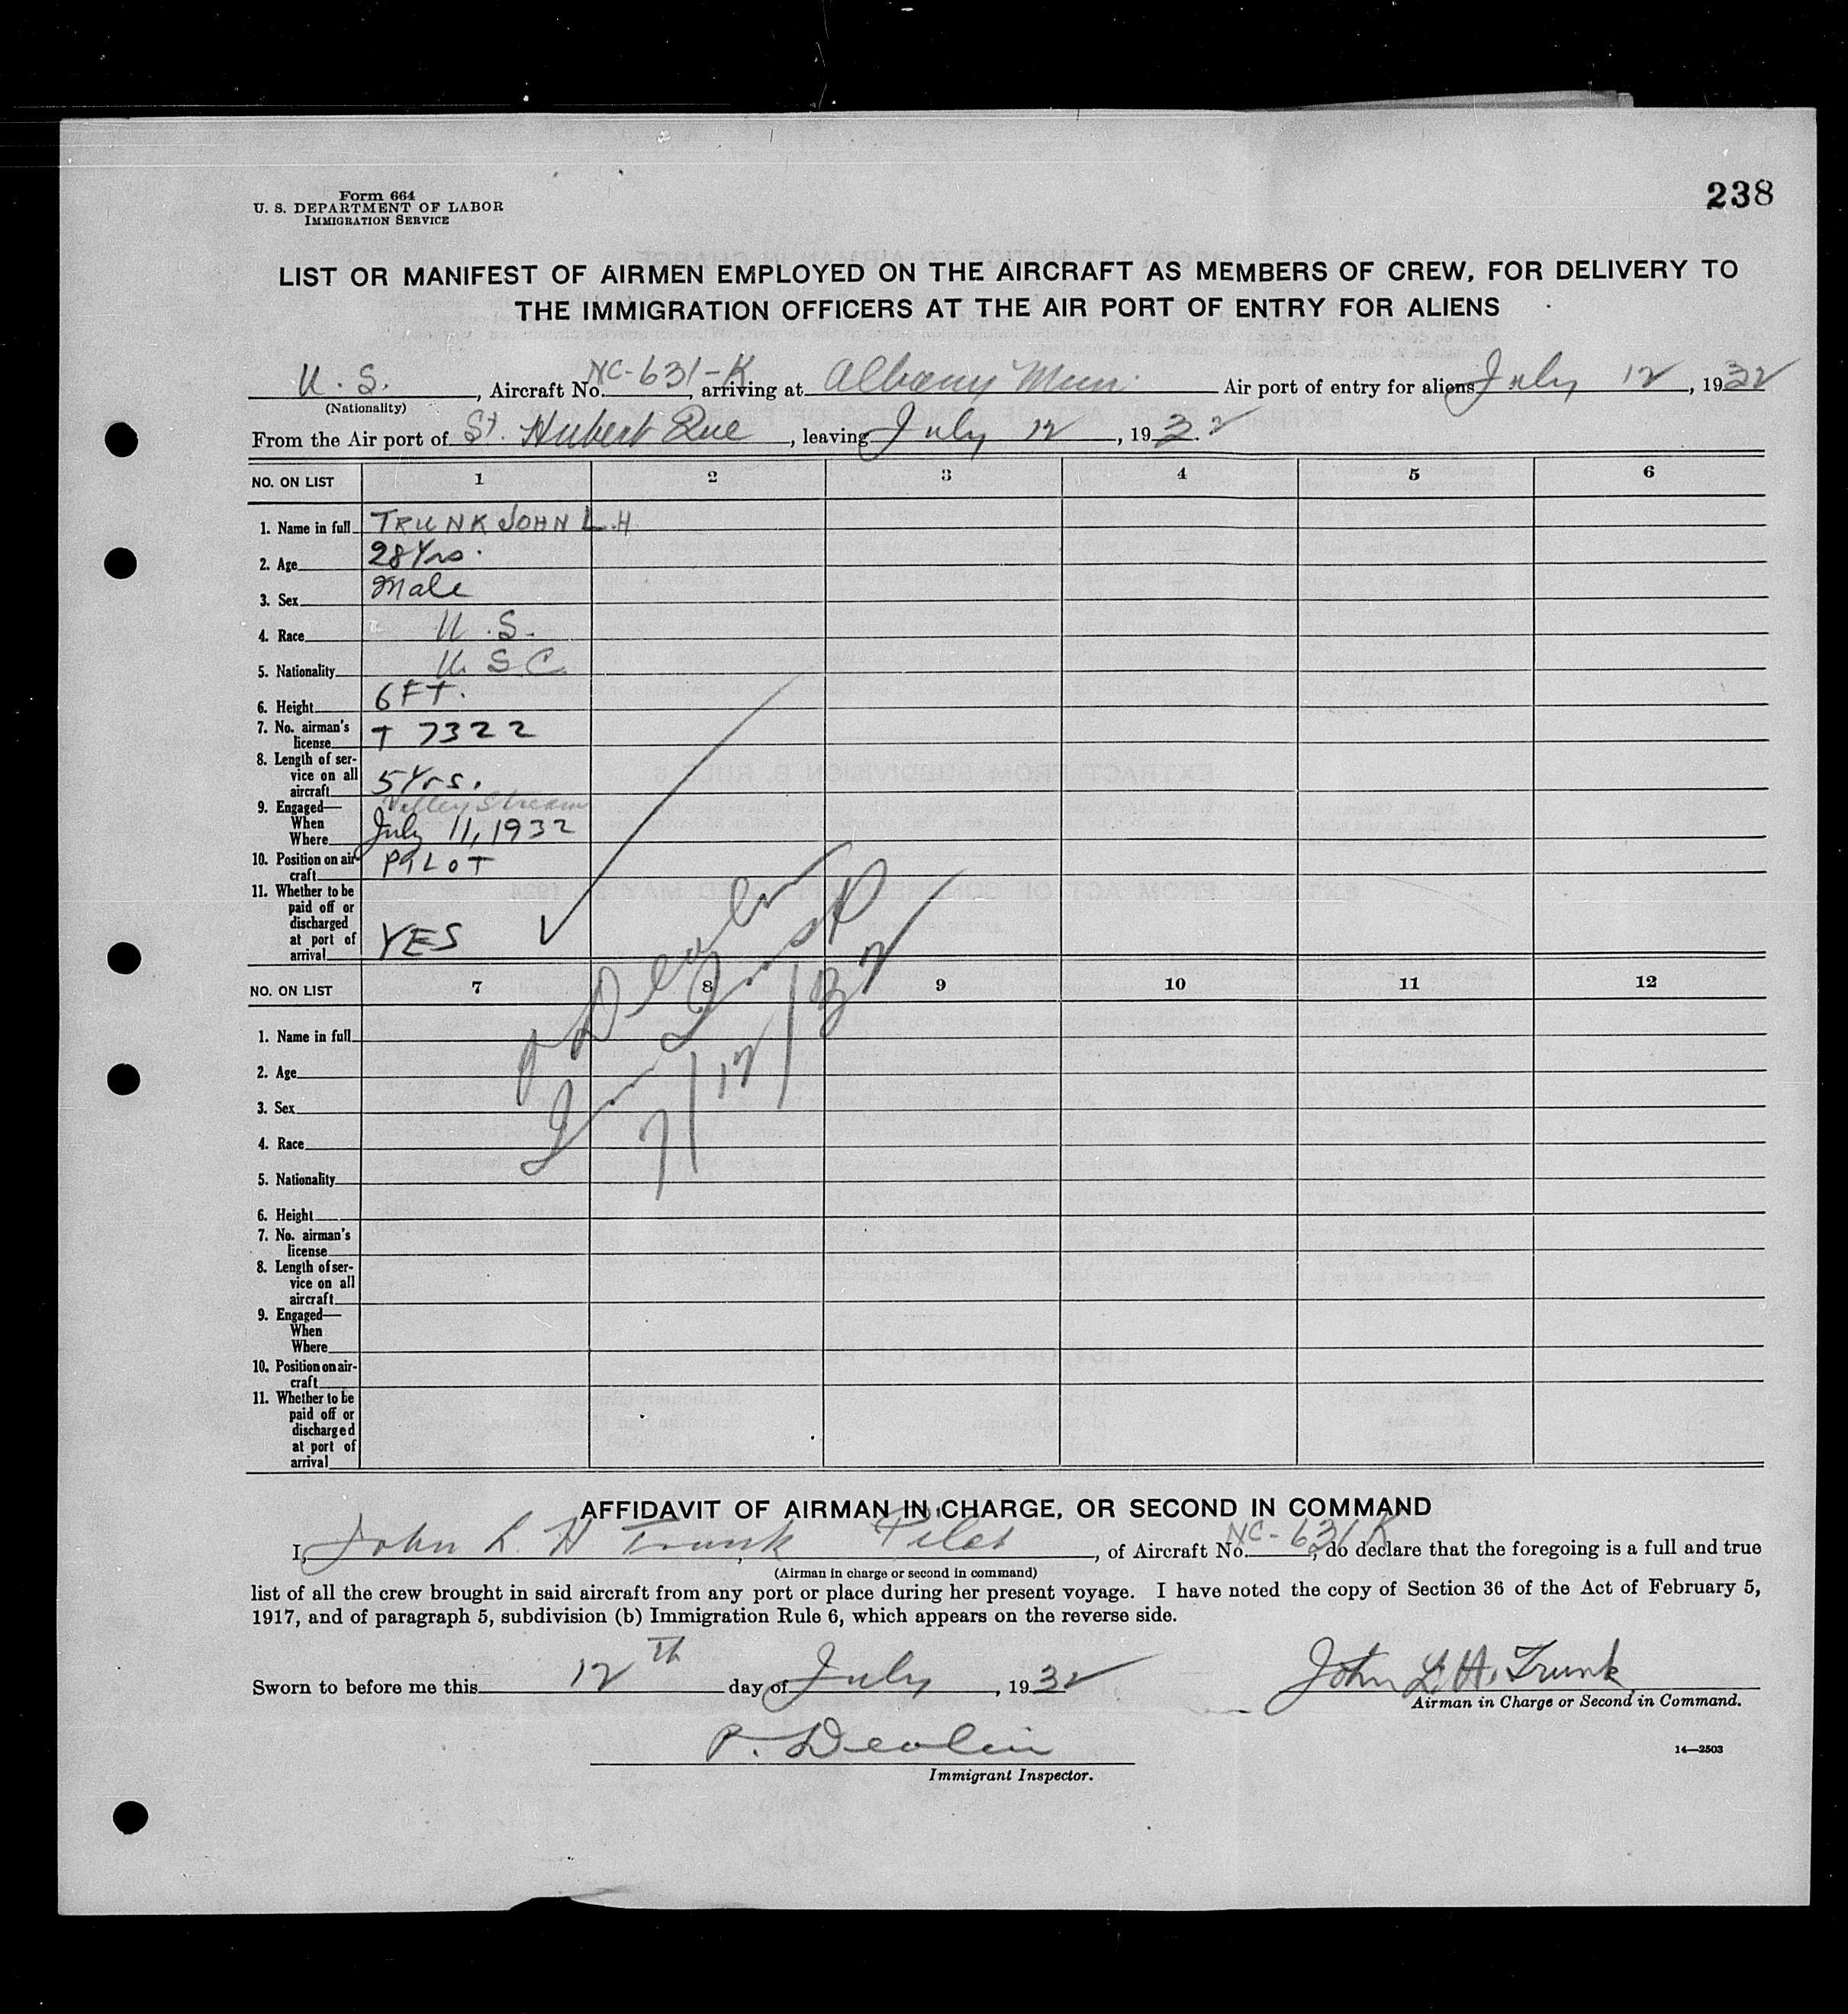 238
Form 664
U. S. DEPARTMENT OF LABOR
IMMIGRATION SERVICE
LIST OR MANIFEST OF AIRMEN EMPLOYED ON THE AIRCRAFT AS MEMBERS OF CREW, FOR DELIVERY TO
THE IMMIGRATION OFFICERS AT THE AIR PORT OF ENTRY FOR ALIENS
U. S., Aircraft No. NC-631-K, arriving at Albany Mun. Air port of entry for aliens July 12, 1932
(Nationality)
From the Air port of St. Hubert Que, leaving July 12, 1932
NO. ON LIST 1 2 3 4 5 6
1. Name in full TRUNK JOHN L.H
2. Age 28 Yrs.
3. Sex Male
4. Race U.S.
5. Nationality U S C
6. Height 6 FT.
7. No. airman's
license T 7322
8. Length of ser-
vice on all
aircraft 5 Yrs.
9. Engaged— Valley Stream
When
Where July 11, 1932
10. Position on air-
craft PILOT
11. Whether to be
paid off or
discharged
at port of
arrival YES
P Devlin
Imm Insp
7/12/32
NO. ON LIST 7 8 9 10 11 12
1. Name in full
2. Age
3. Sex
4. Race
5. Nationality
6. Height
7. No. airman's
license
8. Length of ser-
vice on all
aircraft
9. Engaged—
When
Where
10. Position on air-
craft
11. Whether to be
paid off or
discharged
at port of
arrival
AFFIDAVIT OF AIRMAN IN CHARGE, OR SECOND IN COMMAND
I, John L. H Trunk, Pilot, of Aircraft No. NC-631K, do declare that the foregoing is a full and true
(Airman in charge or second in command)
list of all the crew brought in said aircraft from any port or place during her present voyage. I have noted the copy of Section 36 of the Act of February 5,
1917, and of paragraph 5, subdivision (b) Immigration Rule 6, which appears on the reverse side.
Sworn to before me this 12th day of July, 1932
John L. H. Trunk
Airman in Charge or Second in Command.
P. Devlin
Immigrant Inspector.
14—2503